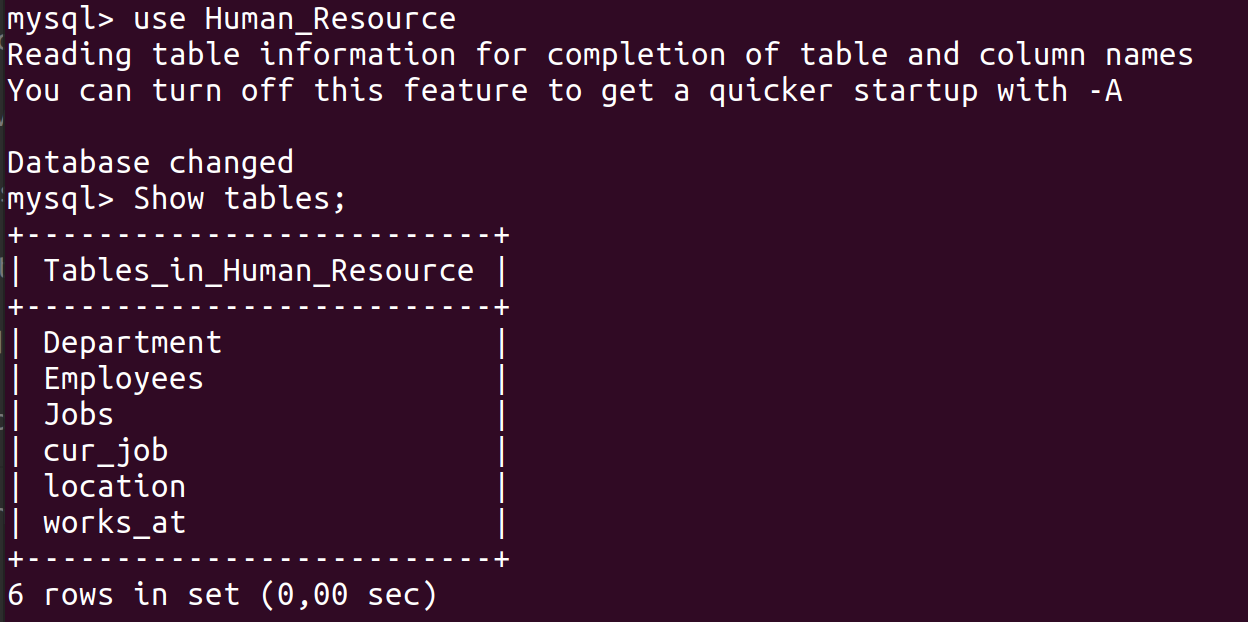 mysql> use Human_Resource
Reading table information for completion of table and column names
You can turn off this feature to get a quicker startup with -A

Database changed
mysql> Show tables;
+--------------------------+
| Tables_in_Human_Resource |
+--------------------------+
| Department               |
| Employees                |
| Jobs                     |
| cur_job                  |
| location                 |
| works_at                 |
+--------------------------+
6 rows in set (0,00 sec)